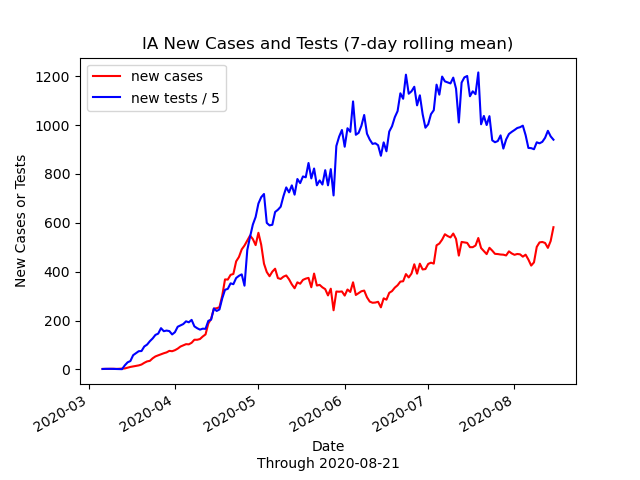 IA New Cases and Tests (7-day rolling mean)
new cases
new tests / 5
New Cases or Tests
1200
1000
800
600
400
200
0
2020-03
2020-04
2020-05
2020-06
2020-07
2020-08
Date
Through 2020-08-21